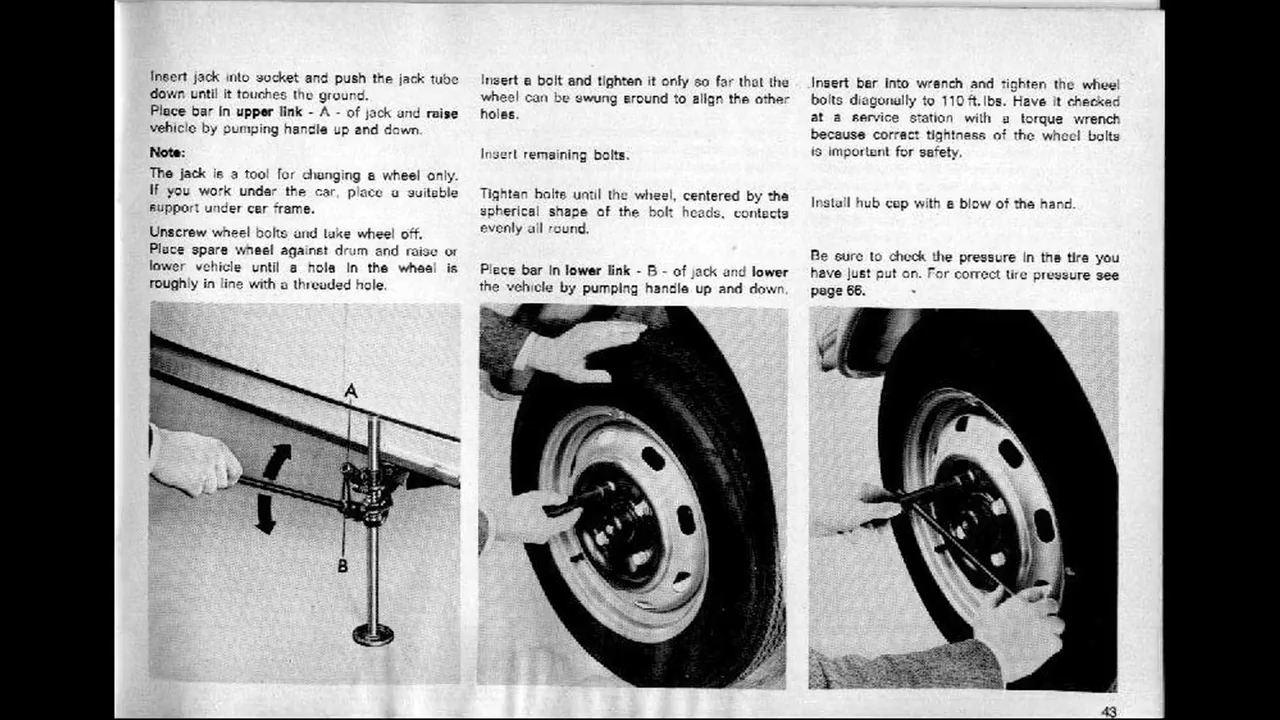 Insert jack into socket and push the jack tube
down until it touches the ground.
Place bar in upper link - A - of jack and raise
vehicle by pumping handle up and down.
Note:
The jack is a tool for changing a wheel only.
If you work under the car, place a suitable
support under car frame.
Unscrew wheel bolts and take wheel off.
Place spare wheel against drum and raise or
lower vehicle until a hole in the wheel is
roughly in line with a threaded hole.
Insert a bolt and tighten it only so far that the
wheel can be swung around to align the other
holes.
Insert remaining bolts.
Tighten bolts until the wheel, centered by the
spherical shape of the bolt heads, contacts
evenly all round.
Place bar in lower link - B - of jack and lower
the vehicle by pumping handle up and down.
Insert bar into wrench and tighten the wheel
bolts diagonally to 110 ft. lbs. Have it checked
at a service station with a torque wrench
because correct tightness of the wheel bolts
is important for safety.
Install hub cap with a blow of the hand.
Be sure to check the pressure in the tire you
have just put on. For correct tire pressure see
page 66.
A
B
43